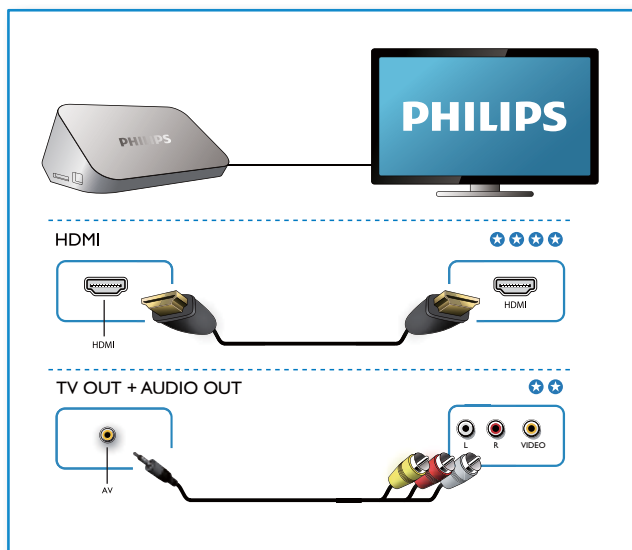 PHILIPS
PHILIPS
HDMI
HDMI
HDMI
TV OUT + AUDIO OUT
AV
L R VIDEO